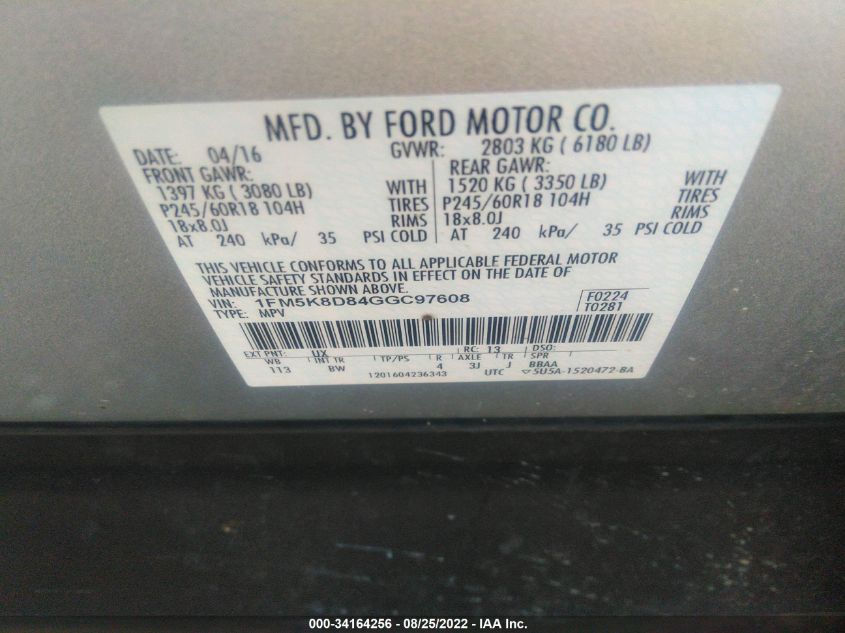 MFD. BY FORD MOTOR CO.
DATE: 04/16 GVWR: 2803 KG ( 6180 LB)
FRONT GAWR: REAR GAWR:
1397 KG ( 3080 LB) WITH 1520 KG ( 3350 LB) WITH
P245/60R18 104H TIRES P245/60R18 104H TIRES
18x8.0J RIMS 18x8.0J RIMS
AT 240 kPa/ 35 PSI COLD AT 240 kPa/ 35 PSI COLD
THIS VEHICLE CONFORMS TO ALL APPLICABLE FEDERAL MOTOR
VEHICLE SAFETY STANDARDS IN EFFECT ON THE DATE OF
MANUFACTURE SHOWN ABOVE.
VIN: 1FM5K8D84GGC97608 F0224
TYPE: MPV T0281
EXT PNT: UX RC: 13 DSO:
WB INT TR TP/PS R AXLE TR SPR
113 BW 4 3J J BBAA
1201604236343 UTC ▽5U5A-1520472-BA
000-34164256 - 08/25/2022 - IAA Inc.